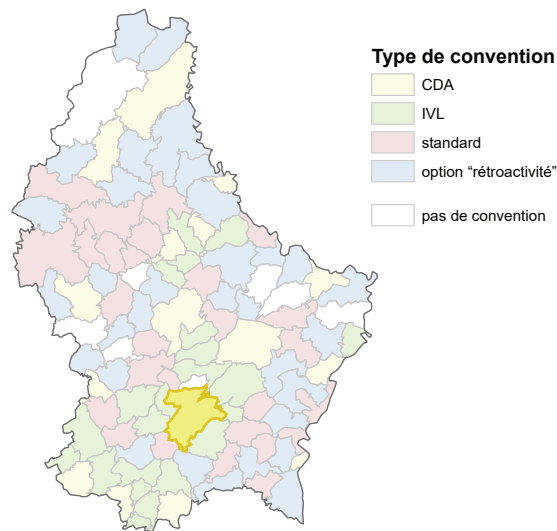 Type de convention
CDA
IVL
standard
option “rétroactivité”
pas de convention